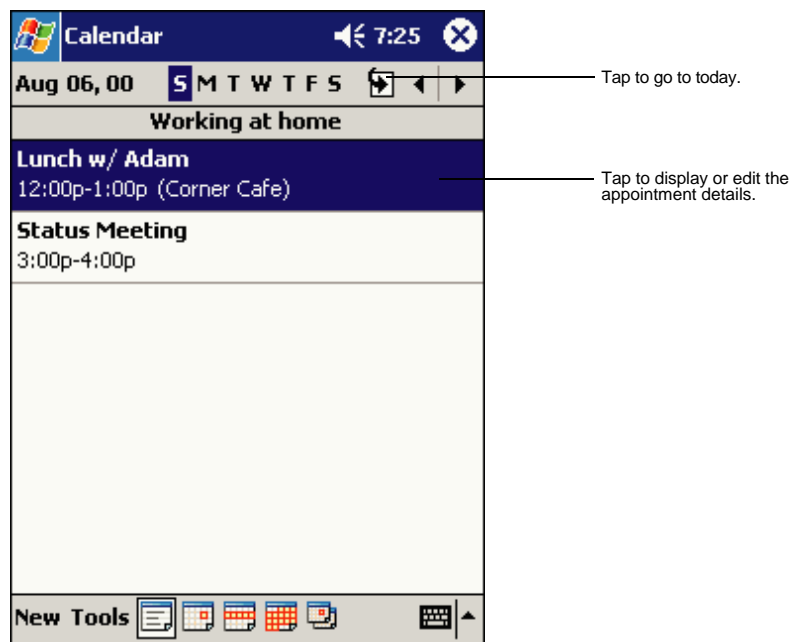 Calendar 7:25
Aug 06, 00 S M T W T F S
Tap to go to today.
Working at home
Lunch w/ Adam
12:00p-1:00p (Corner Cafe)
Tap to display or edit the
appointment details.
Status Meeting
3:00p-4:00p
New Tools